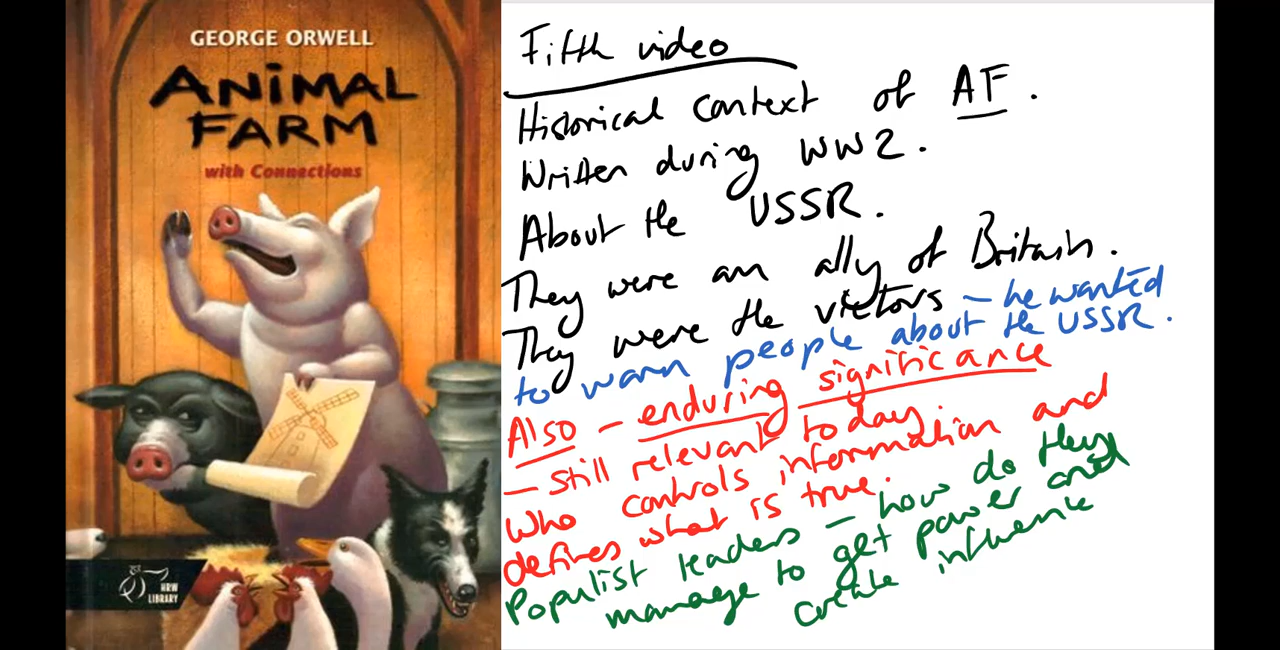 GEORGE ORWELL
ANIMAL
FARM
with Connections
HRW
LIBRARY
Fifth video
Historical context of AF.
Written during WW2.
About the USSR.
They were an ally of Britain.
They were the victors – he wanted
to warn people about the USSR.
Also – enduring significance
– still relevant today
Who controls information and
defines what is true.
Populist leaders – how do they
manage to get power and
create influence